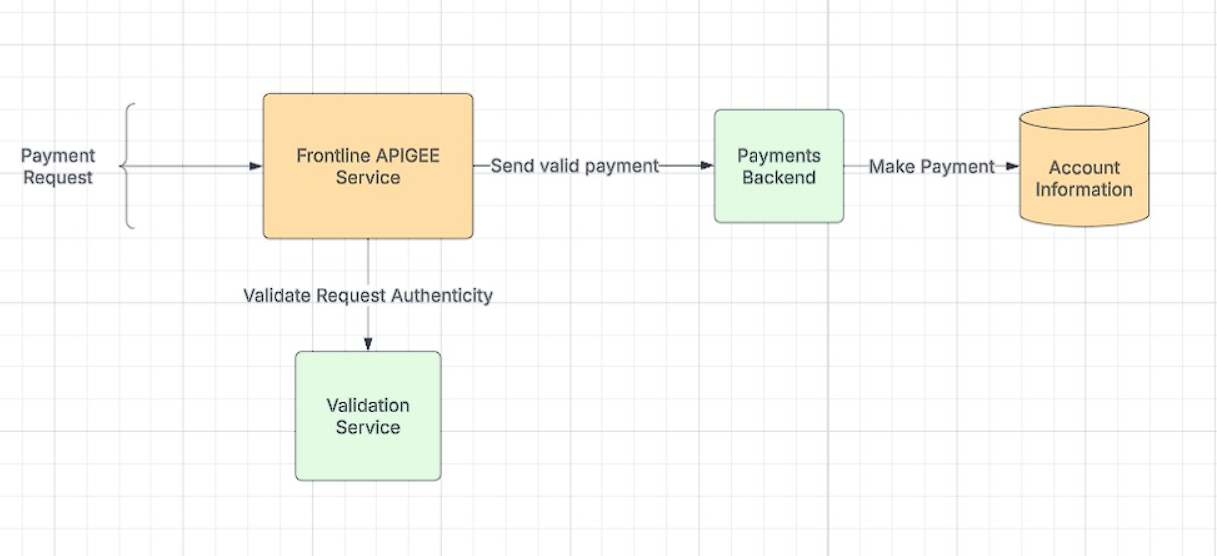 Payment
Request
Frontline APIGEE
Service
Send valid payment
Payments
Backend
Make Payment
Account
Information
Validate Request Authenticity
Validation
Service